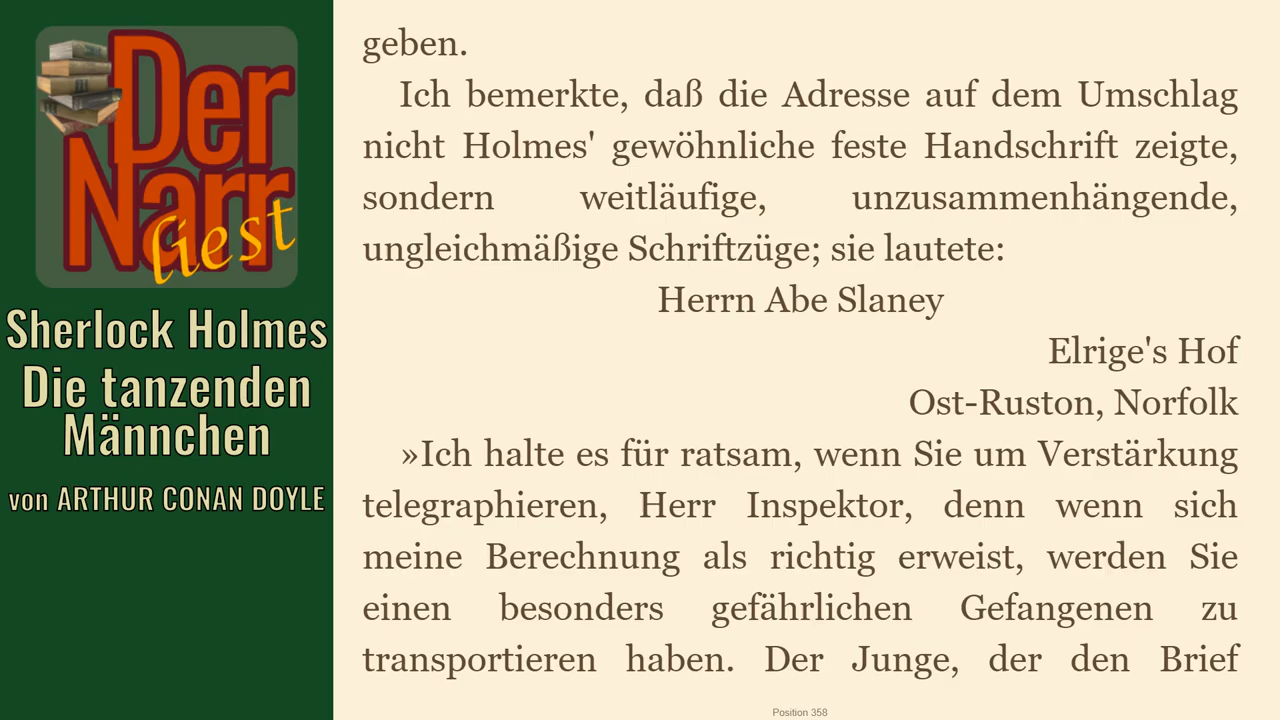 Der
Narr
liest
Sherlock Holmes
Die tanzenden
Männchen
von ARTHUR CONAN DOYLE
geben.
Ich bemerkte, daß die Adresse auf dem Umschlag
nicht Holmes' gewöhnliche feste Handschrift zeigte,
sondern weitläufige, unzusammenhängende,
ungleichmäßige Schriftzüge; sie lautete:
Herrn Abe Slaney
Elrige's Hof
Ost-Ruston, Norfolk
»Ich halte es für ratsam, wenn Sie um Verstärkung
telegraphieren, Herr Inspektor, denn wenn sich
meine Berechnung als richtig erweist, werden Sie
einen besonders gefährlichen Gefangenen zu
transportieren haben. Der Junge, der den Brief
Position 358